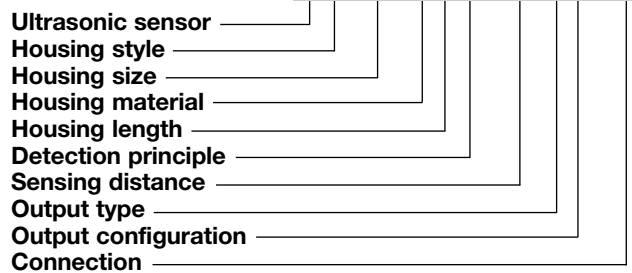 Ultrasonic sensor
Housing style
Housing size
Housing material
Housing length
Detection principle
Sensing distance
Output type
Output configuration
Connection